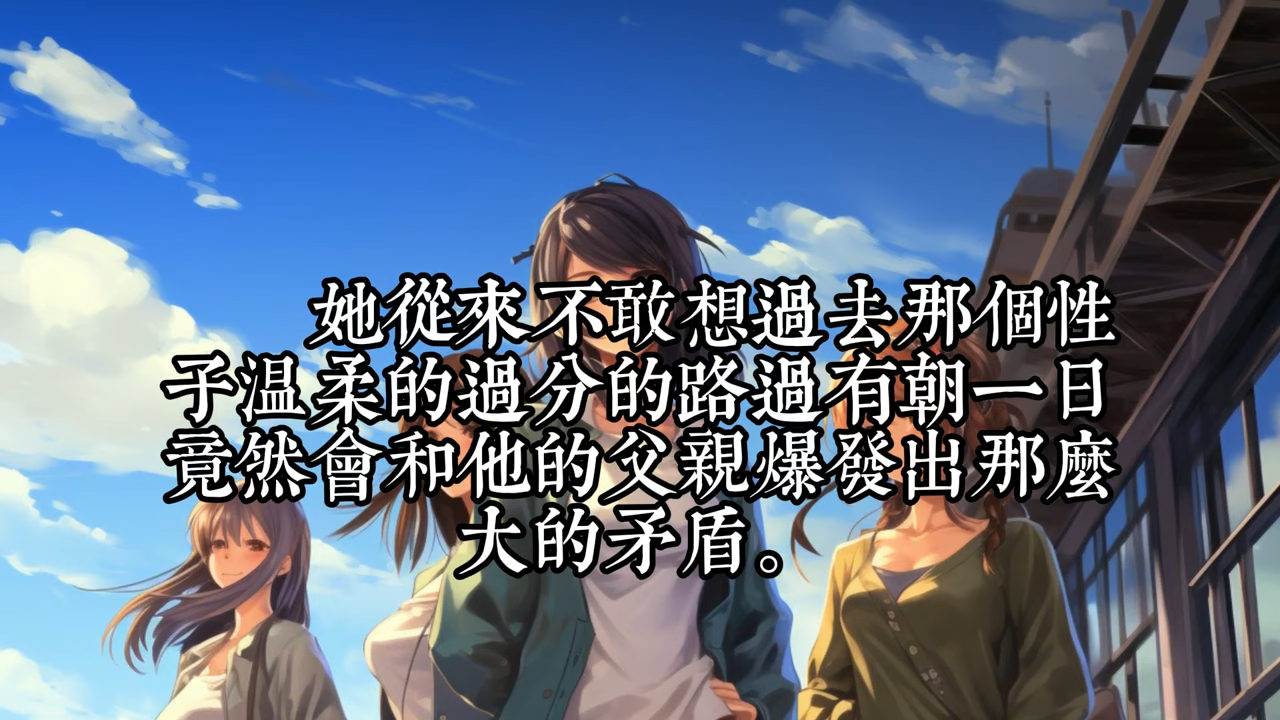 她從來不敢想過去那個性
子温柔的過分的路過有朝一日
竟然會和他的父親爆發出那麼
大的矛盾。